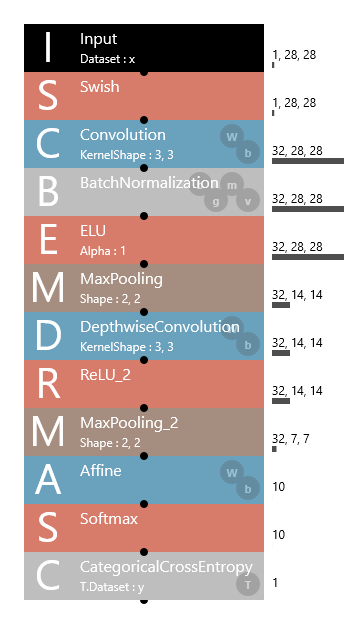 I Input 1, 28, 28
Dataset : x
S Swish 1, 28, 28
C Convolution W 32, 28, 28
KernelShape : 3, 3 b
B BatchNormalization m 32, 28, 28
g v
E ELU 32, 28, 28
Alpha : 1
M MaxPooling 32, 14, 14
Shape : 2, 2
D DepthwiseConvolution 32, 14, 14
KernelShape : 3, 3 b
R ReLU_2 32, 14, 14
M MaxPooling_2 32, 7, 7
Shape : 2, 2
A Affine W 10
b
S Softmax 10
C CategoricalCrossEntropy 1
T.Dataset : y T